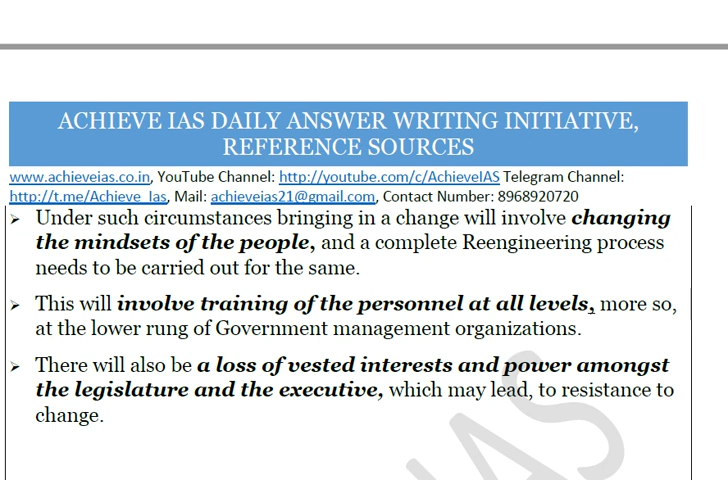 ACHIEVE IAS DAILY ANSWER WRITING INITIATIVE,
REFERENCE SOURCES
www.achieveias.co.in, YouTube Channel: http://youtube.com/c/AchieveIAS Telegram Channel:
http://t.me/Achieve_Ias, Mail: achieveias21@gmail.com, Contact Number: 8968920720
➢ Under such circumstances bringing in a change will involve changing
the mindsets of the people, and a complete Reengineering process
needs to be carried out for the same.
➢ This will involve training of the personnel at all levels, more so,
at the lower rung of Government management organizations.
➢ There will also be a loss of vested interests and power amongst
the legislature and the executive, which may lead, to resistance to
change.
IAS